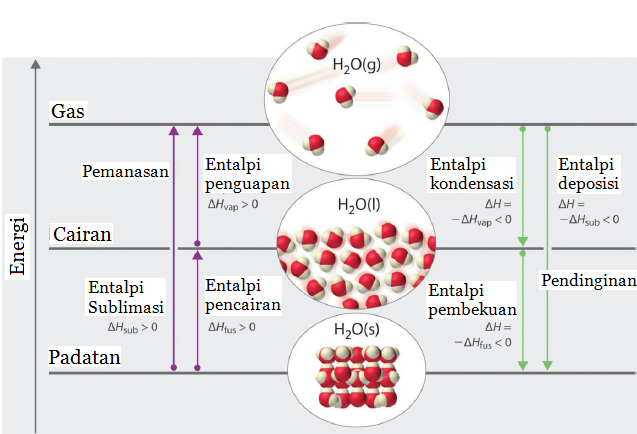 H₂O(g)
Gas
Pemanasan
Entalpi
penguapan
ΔHvap > 0
Entalpi
kondensasi
ΔH =
−ΔHvap < 0
Entalpi
deposisi
ΔH =
−ΔHsub < 0
H₂O(l)
Cairan
Energi
Entalpi
Sublimasi
ΔHsub > 0
Entalpi
pencairan
ΔHfus > 0
Entalpi
pembekuan
ΔH =
−ΔHfus < 0
Pendinginan
H₂O(s)
Padatan